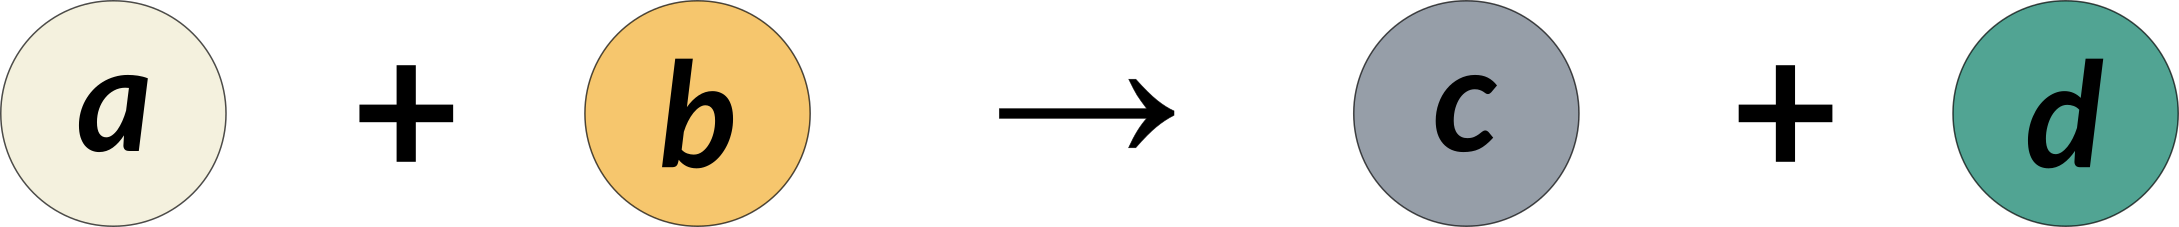 a + b → c + d